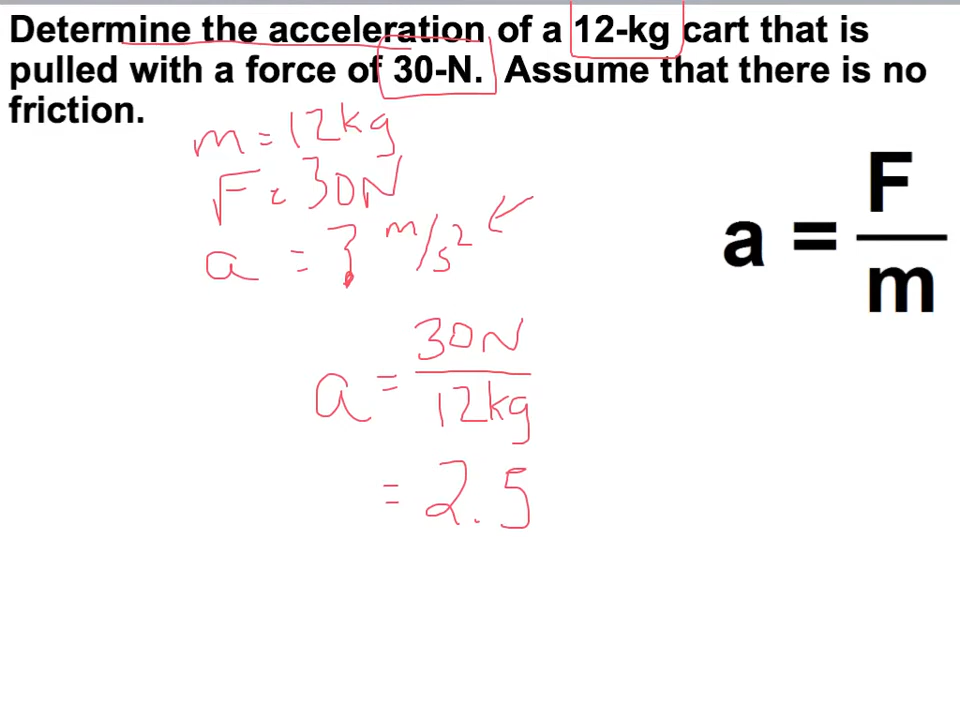 Determine the acceleration of a 12-kg cart that is
pulled with a force of 30-N. Assume that there is no
friction.
m = 12kg
F = 30N
a = ? m/s²
a = F
m
a = 30N
12kg
= 2.5